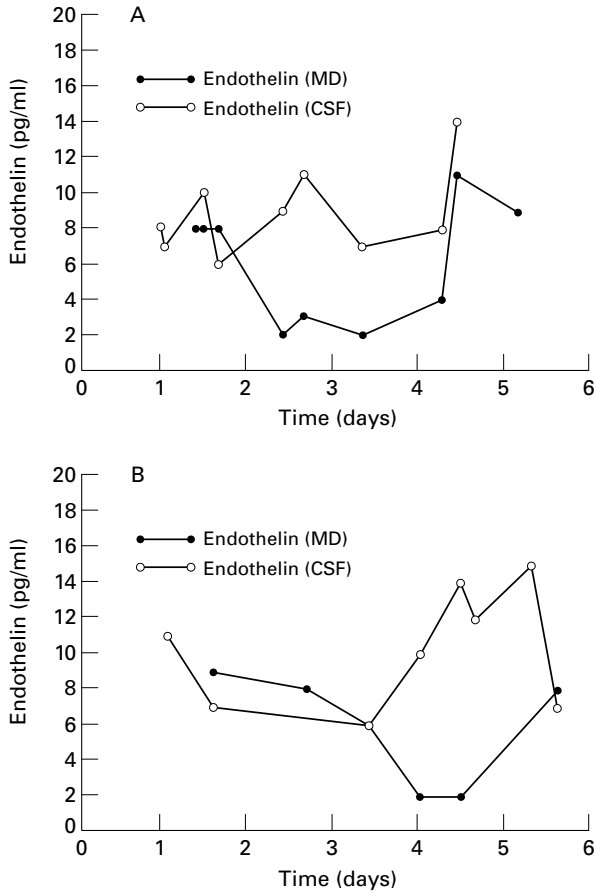 A
20
18
16
14
12
10
8
6
4
2
0
Endothelin (pg/ml)
Endothelin (MD)
Endothelin (CSF)
0 1 2 3 4 5 6
Time (days)
B
20
18
16
14
12
10
8
6
4
2
0
Endothelin (pg/ml)
Endothelin (MD)
Endothelin (CSF)
0 1 2 3 4 5 6
Time (days)